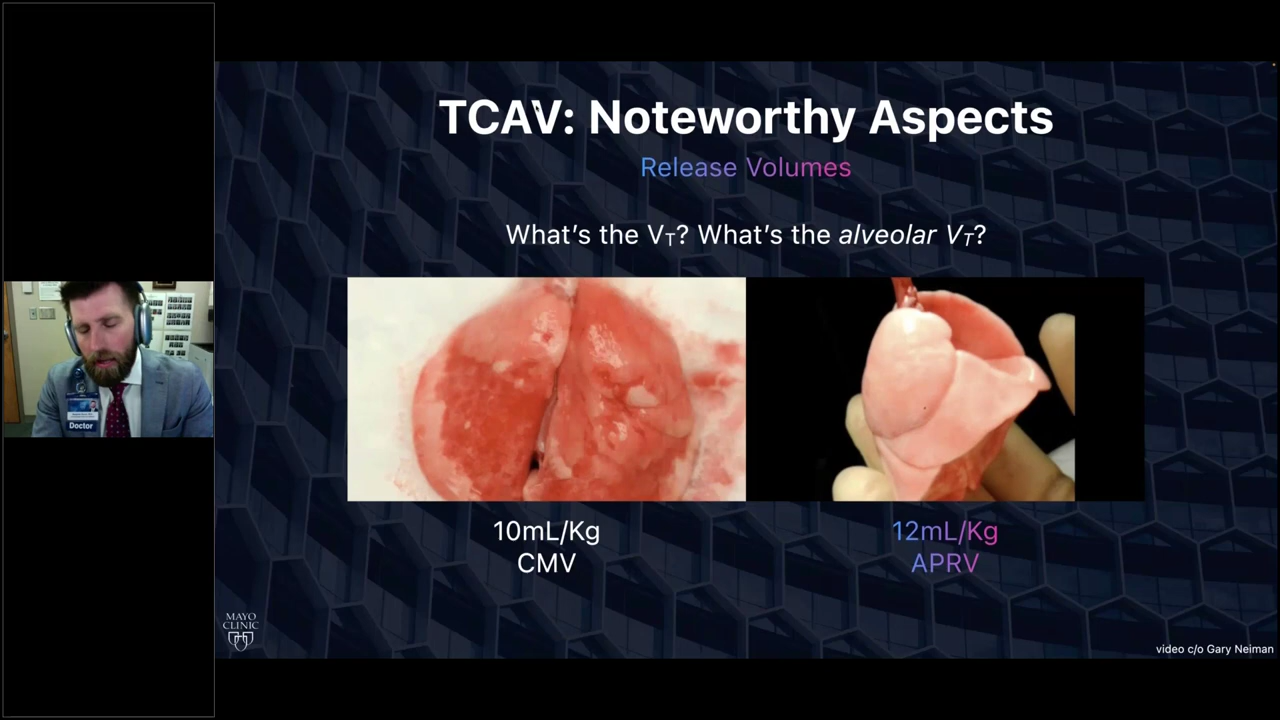 TCAV: Noteworthy Aspects
Release Volumes
What's the VT? What's the alveolar VT?
10mL/Kg
CMV
12mL/Kg
APRV
Doctor
MAYO
CLINIC
video c/o Gary Neiman